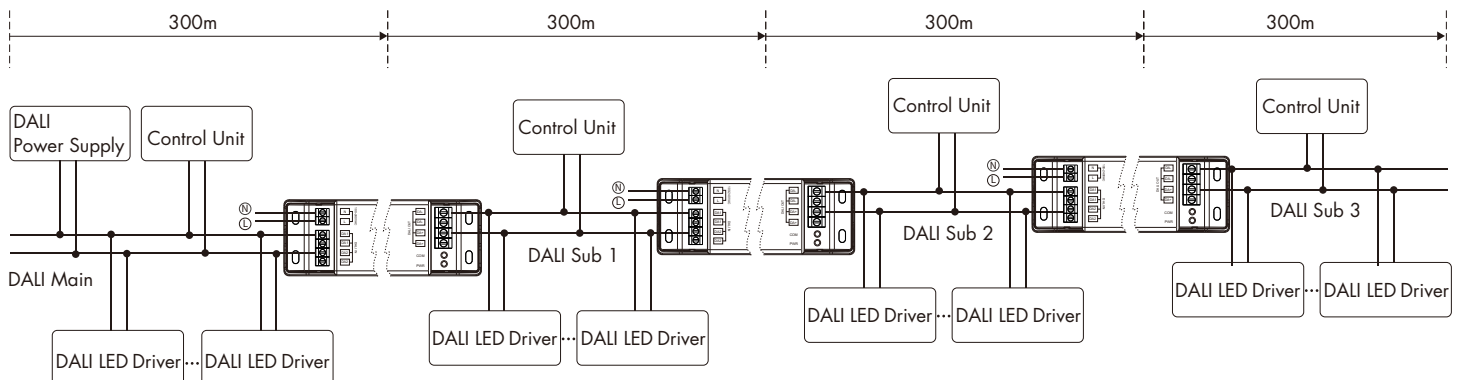 300m
300m
300m
300m
DALI
Power Supply
Control Unit
Control Unit
Control Unit
Control Unit
N
L
N
L
N
L
DALI Main
DALI Sub 1
DALI Sub 2
DALI Sub 3
COM
PWR
COM
PWR
COM
PWR
DALI LED Driver
...
DALI LED Driver
DALI LED Driver
...
DALI LED Driver
DALI LED Driver
...
DALI LED Driver
DALI LED Driver
...
DALI LED Driver